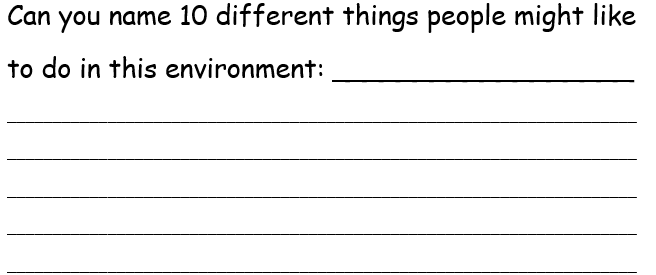 Can you name 10 different things people might like
to do in this environment: